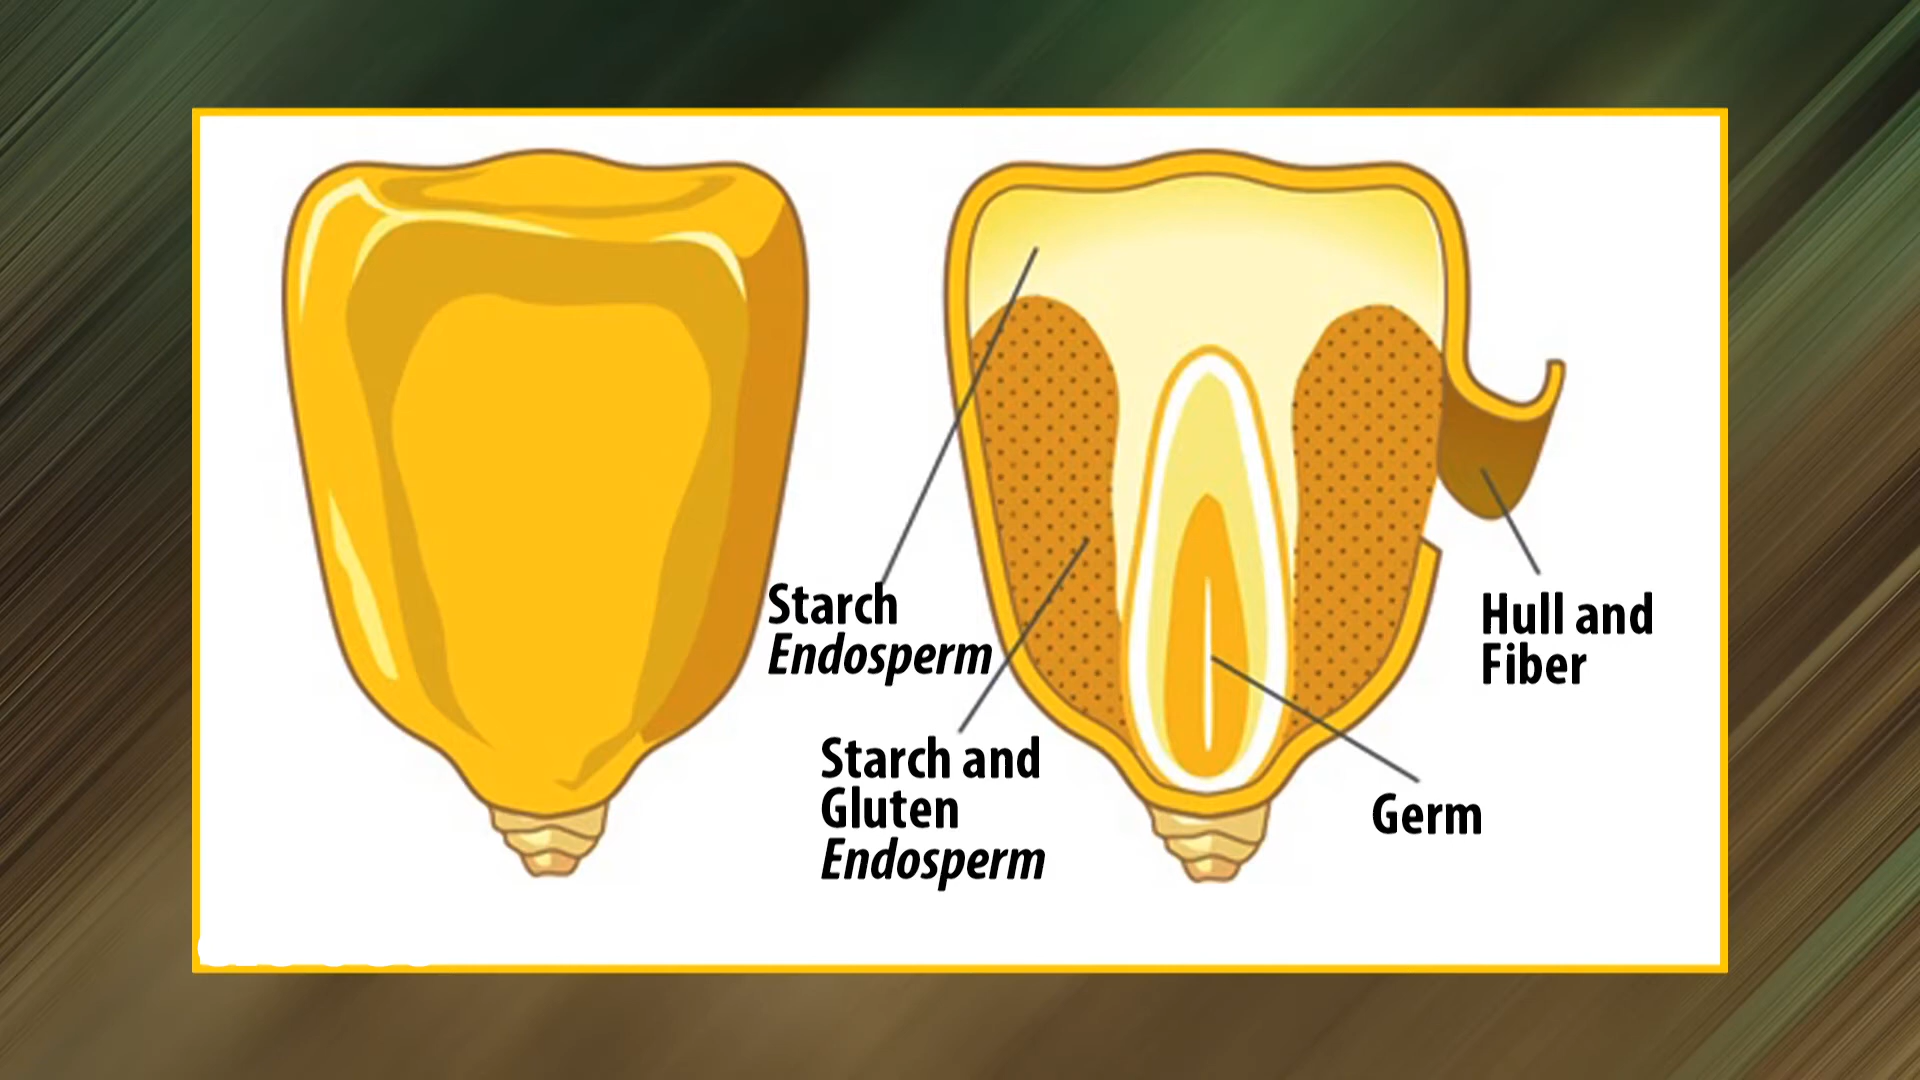 Starch
Endosperm
Starch and
Gluten
Endosperm
Germ
Hull and
Fiber